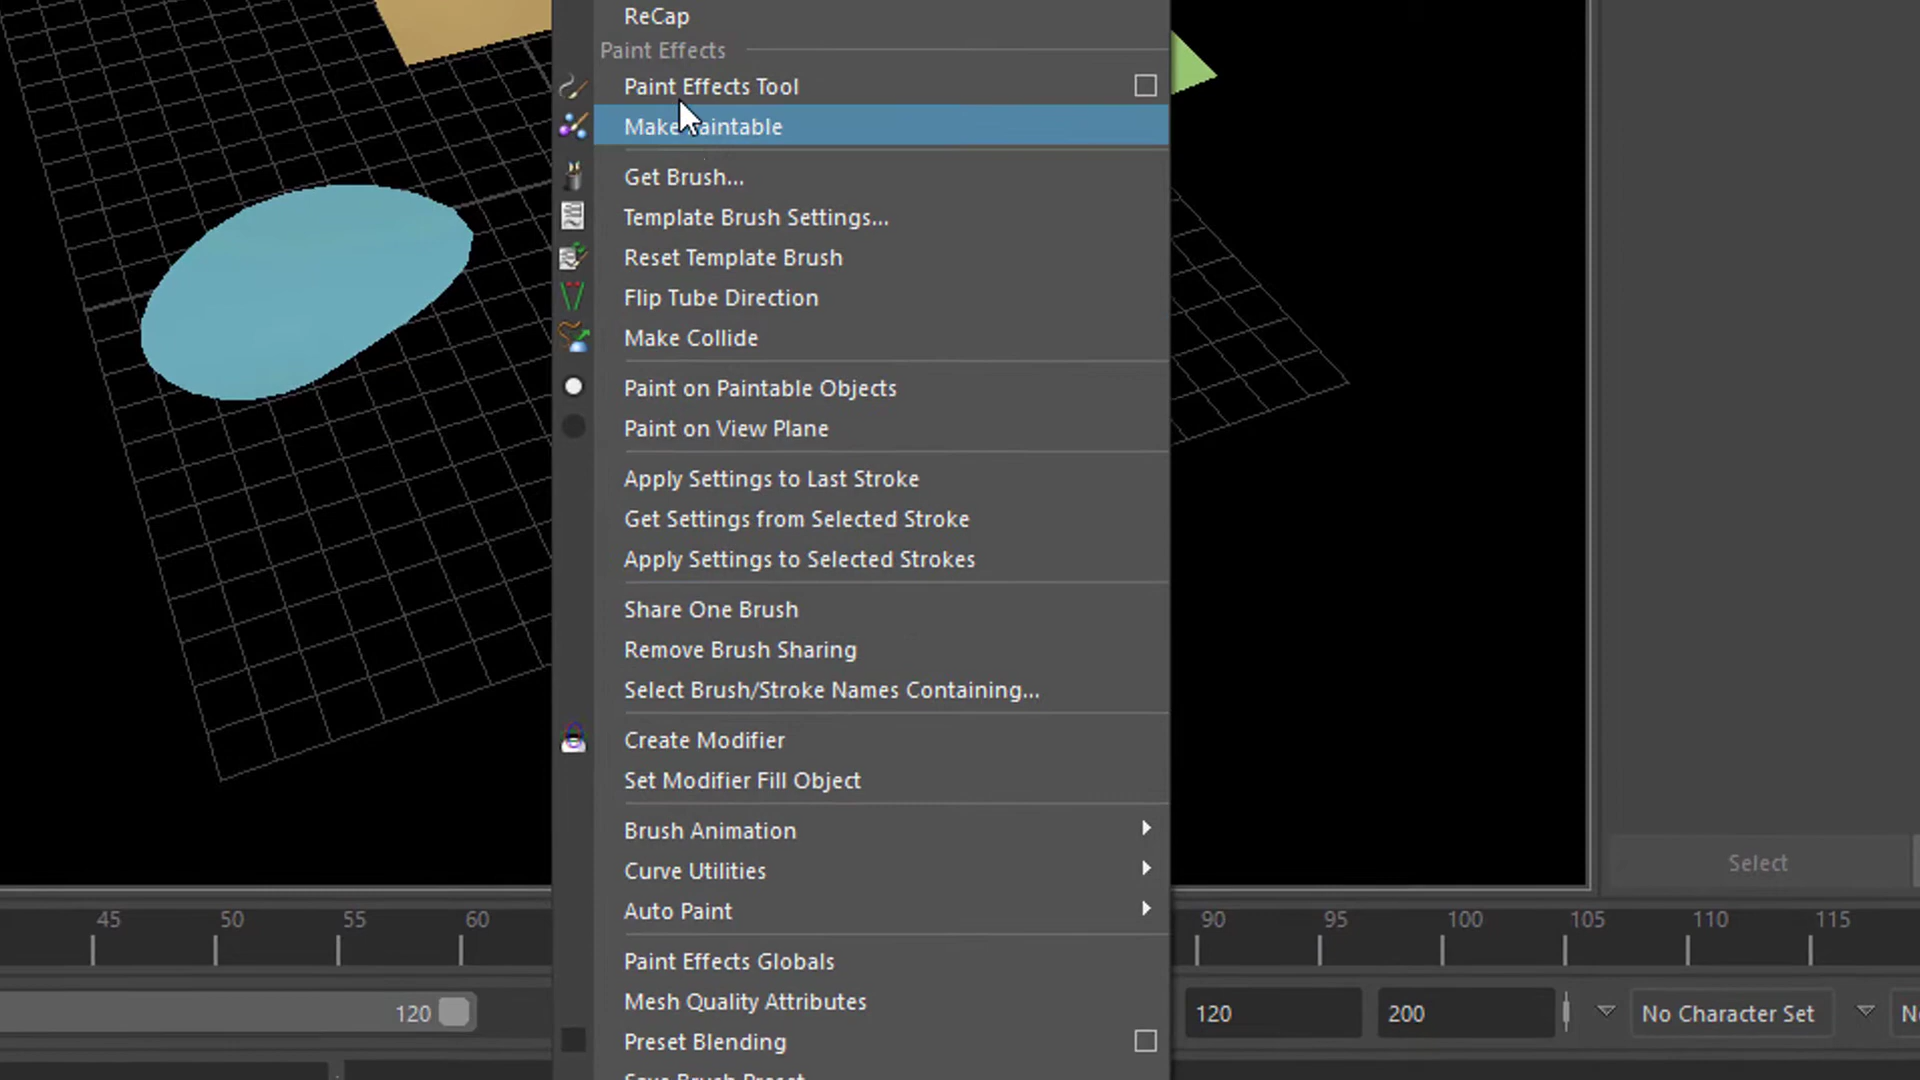 ReCap
Paint Effects
Paint Effects Tool
Make Paintable
Get Brush...
Template Brush Settings...
Reset Template Brush
Flip Tube Direction
Make Collide
Paint on Paintable Objects
Paint on View Plane
Apply Settings to Last Stroke
Get Settings from Selected Stroke
Apply Settings to Selected Strokes
Share One Brush
Remove Brush Sharing
Select Brush/Stroke Names Containing...
Create Modifier
Set Modifier Fill Object
Brush Animation
Curve Utilities
Auto Paint
Paint Effects Globals
Mesh Quality Attributes
Preset Blending
Save Brush Preset
Select
45 50 55 60 90 95 100 105 110 115
120 120 200 No Character Set